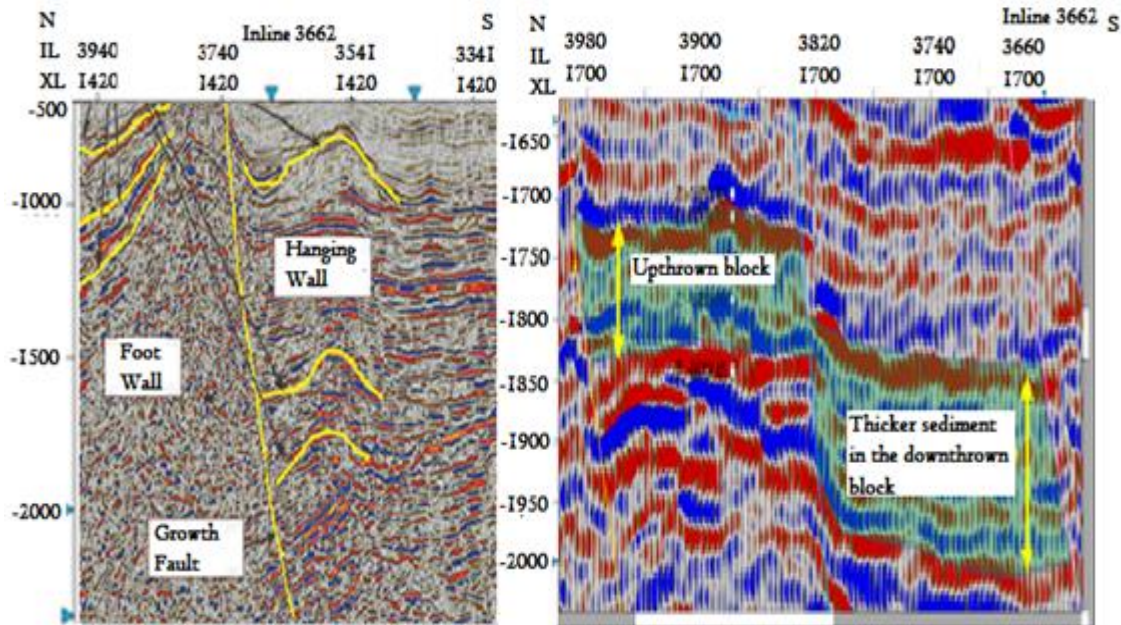 N S
Inline 3662
IL 3940 3740 3541 3341
XL 1420 1420 1420 1420
-500
-1000
-1500
-2000
Hanging
Wall
Foot
Wall
Growth
Fault
Inline 3662
N S
IL 3980 3900 3820 3740 3660
XL 1700 1700 1700 1700 1700
-1650
-1700
-1750
-1800
-1850
-1900
-1950
-2000
Upthrown block
Thicker sediment
in the downthrown
block